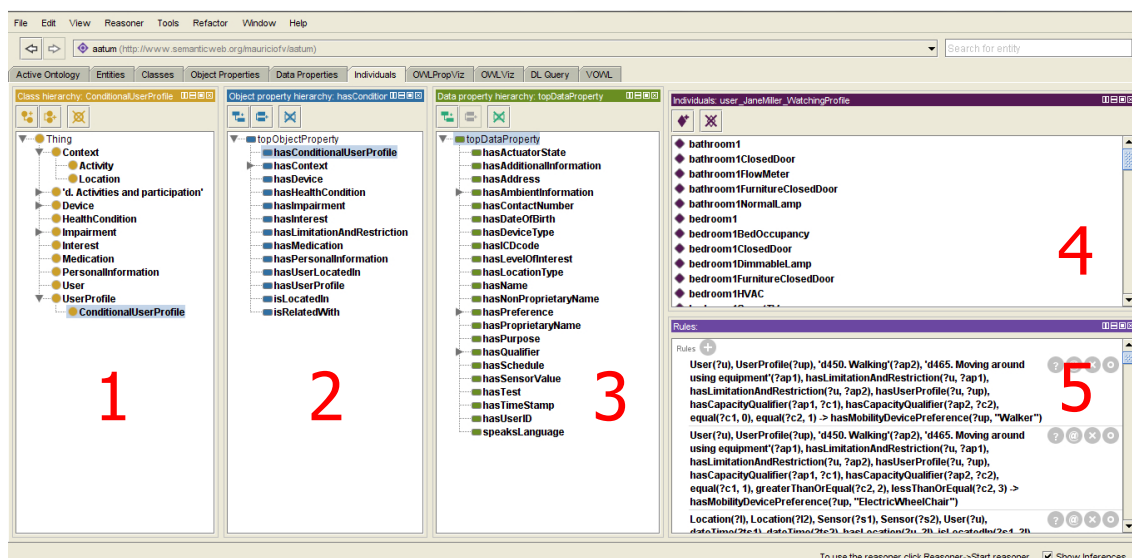 File Edit View Reasoner Tools Refactor Window Help
aatum (http://www.semanticweb.org/mauriciofv/aatum)
Search for entity
Active Ontology Entities Classes Object Properties Data Properties Individuals OWLPropViz OWLViz DL Query VOWL
Class hierarchy: ConditionalUserProfile
Thing
Context
Activity
Location
'd. Activities and participation'
Device
HealthCondition
Impairment
Interest
Medication
PersonalInformation
User
UserProfile
ConditionalUserProfile
1
Object property hierarchy: hasCondition
topObjectProperty
hasConditionalUserProfile
hasContext
hasDevice
hasHealthCondition
hasImpairment
hasInterest
hasLimitationAndRestriction
hasMedication
hasPersonalInformation
hasUserLocatedIn
hasUserProfile
isLocatedIn
isRelatedWith
2
Data property hierarchy: topDataProperty
topDataProperty
hasActuatorState
hasAdditionalInformation
hasAddress
hasAmbientInformation
hasContactNumber
hasDateOfBirth
hasDeviceType
hasICDcode
hasLevelOfInterest
hasLocationType
hasName
hasNonProprietaryName
hasPreference
hasProprietaryName
hasPurpose
hasQualifier
hasSchedule
hasSensorValue
hasTest
hasTimeStamp
hasUserID
speaksLanguage
3
Individuals: user_JaneMiller_WatchingProfile
bathroom1
bathroom1ClosedDoor
bathroom1FlowMeter
bathroom1FurnitureClosedDoor
bathroom1NormalLamp
bedroom1
bedroom1BedOccupancy
bedroom1ClosedDoor
bedroom1DimmableLamp
bedroom1FurnitureClosedDoor
bedroom1HVAC
4
Rules:
Rules
User(?u), UserProfile(?up), 'd450. Walking'(?ap2), 'd465. Moving around
using equipment'(?ap1), hasLimitationAndRestriction(?u, ?ap1),
hasLimitationAndRestriction(?u, ?ap2), hasUserProfile(?u, ?up),
hasCapacityQualifier(?ap1, ?c1), hasCapacityQualifier(?ap2, ?c2),
equal(?c1, 0), equal(?c2, 1) -> hasMobilityDevicePreference(?up, "Walker")
User(?u), UserProfile(?up), 'd450. Walking'(?ap2), 'd465. Moving around
using equipment'(?ap1), hasLimitationAndRestriction(?u, ?ap1),
hasLimitationAndRestriction(?u, ?ap2), hasUserProfile(?u, ?up),
hasCapacityQualifier(?ap1, ?c1), hasCapacityQualifier(?ap2, ?c2),
equal(?c1, 1), greaterThanOrEqual(?c2, 2), lessThanOrEqual(?c2, 3) ->
hasMobilityDevicePreference(?up, "ElectricWheelChair")
Location(?l), Location(?l2), Sensor(?s1), Sensor(?s2), User(?u),
5
To use the reasoner click Reasoner->Start reasoner Show Inferences